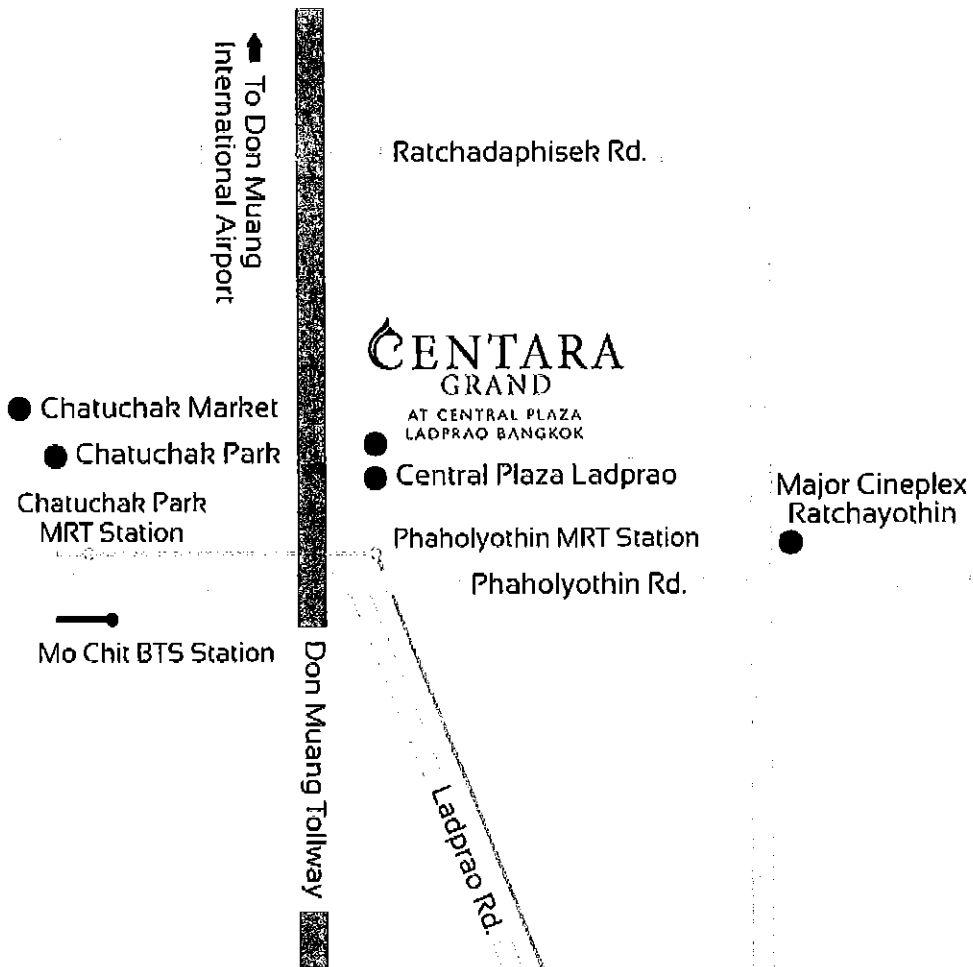 To Don Muang
International Airport
Ratchadaphisek Rd.
CENTARA
GRAND
AT CENTRAL PLAZA
LADPRAO BANGKOK
Chatuchak Market
Chatuchak Park
Central Plaza Ladprao
Major Cineplex
Ratchayothin
Chatuchak Park
MRT Station
Phaholyothin MRT Station
Phaholyothin Rd.
Mo Chit BTS Station
Don Muang Tollway
Ladprao Rd.